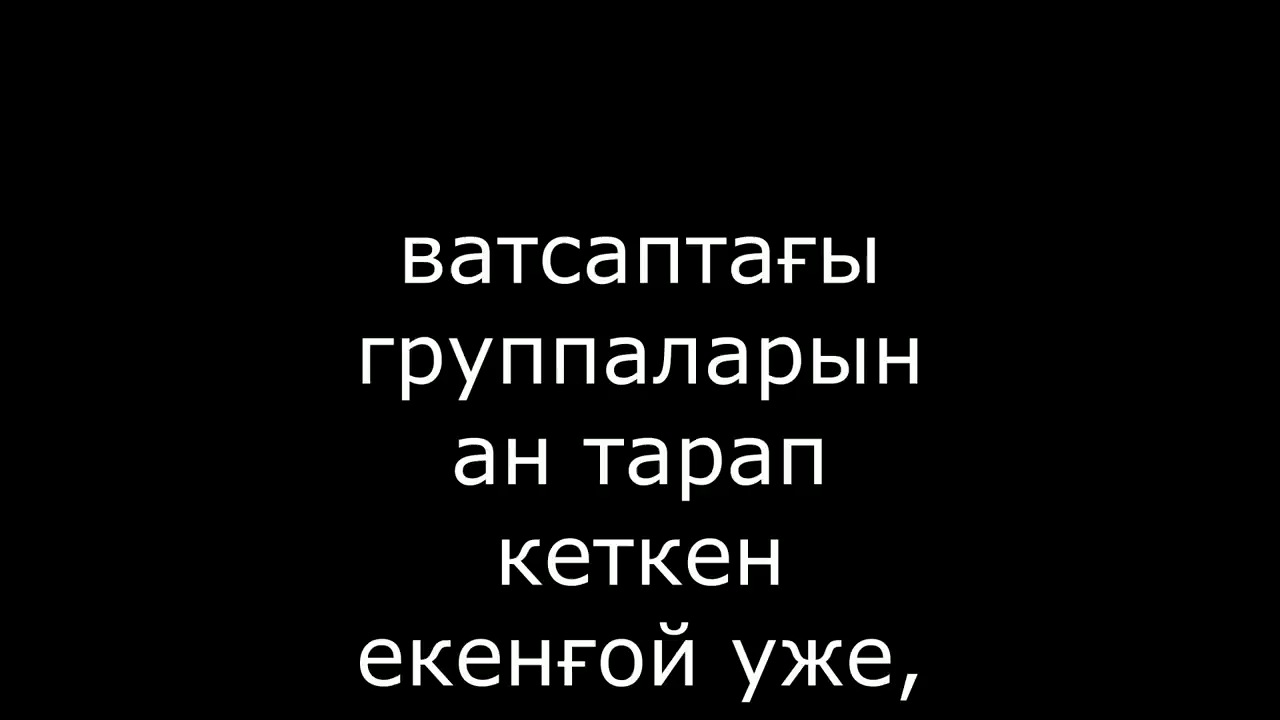 ватсаптағы
группаларын
ан тарап
кеткен
екенғой уже,